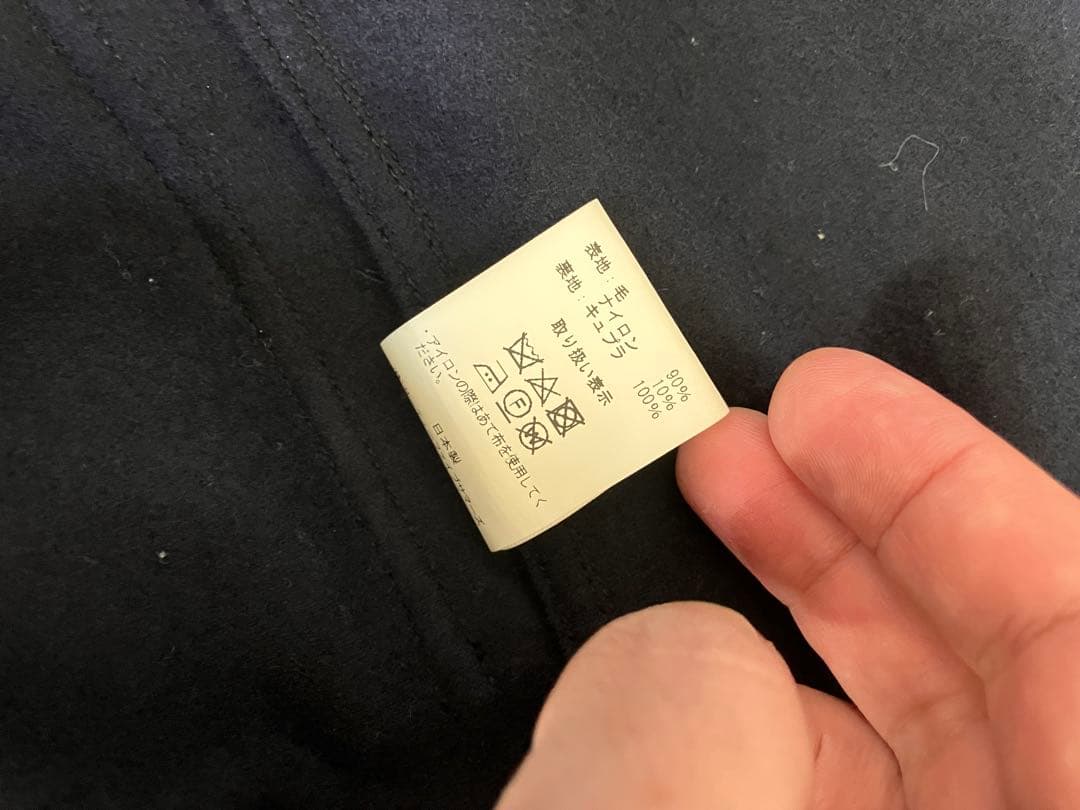 表地：毛 90%
ナイロン 10%
裏地：キュプラ 100%
取り扱い表示
F
W
・アイロンの際はあて布を使用してく
ださい。
日本製